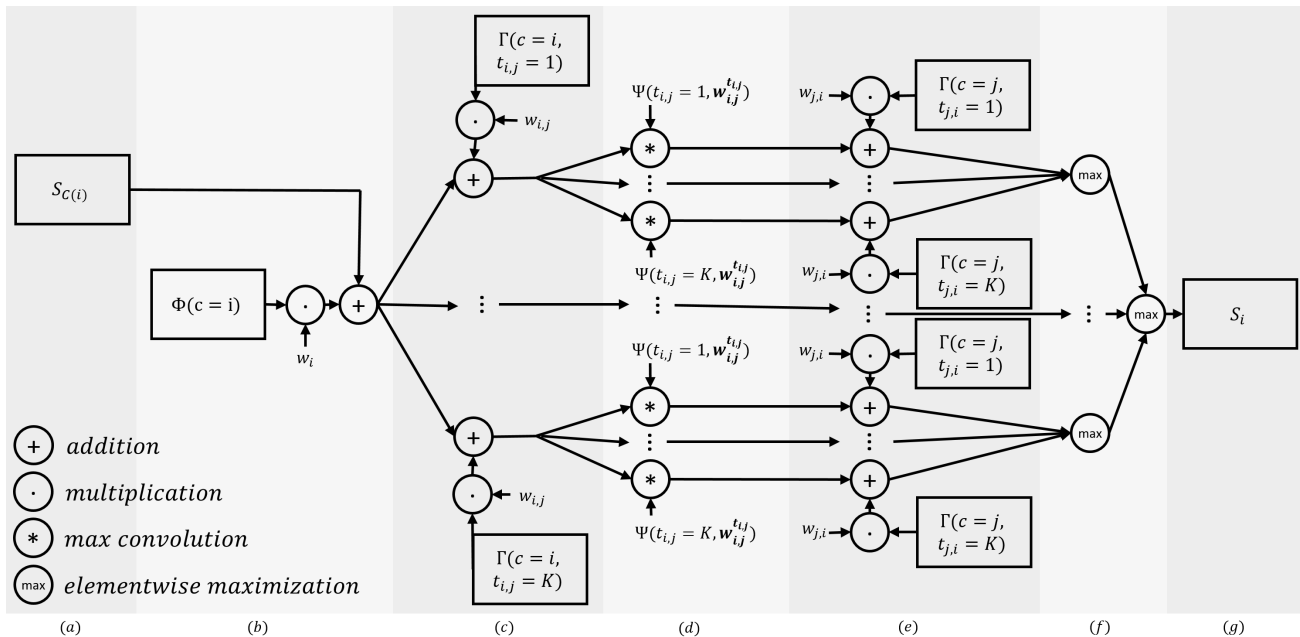 Γ(c = i,
t_{i,j} = 1)
·
w_{i,j}
Ψ(t_{i,j} = 1, w_{i,j}^{t_{i,j}})
w_{j,i}
·
Γ(c = j,
t_{j,i} = 1)
S_{C(i)}
+
*
+
max
⋮
⋮
⋮
*
+
Ψ(t_{i,j} = K, w_{i,j}^{t_{i,j}})
w_{j,i}
·
Γ(c = j,
t_{j,i} = K)
Φ(c = i)
·
+
w_i
⋮
⋮
⋮
⋮
max
S_i
Ψ(t_{i,j} = 1, w_{i,j}^{t_{i,j}})
w_{j,i}
·
Γ(c = j,
t_{j,i} = 1)
+
*
+
max
⋮
⋮
*
+
·
w_{i,j}
Ψ(t_{i,j} = K, w_{i,j}^{t_{i,j}})
w_{j,i}
·
Γ(c = j,
t_{j,i} = K)
Γ(c = i,
t_{i,j} = K)
+ addition
· multiplication
* max convolution
max elementwise maximization
(a) (b) (c) (d) (e) (f) (g)